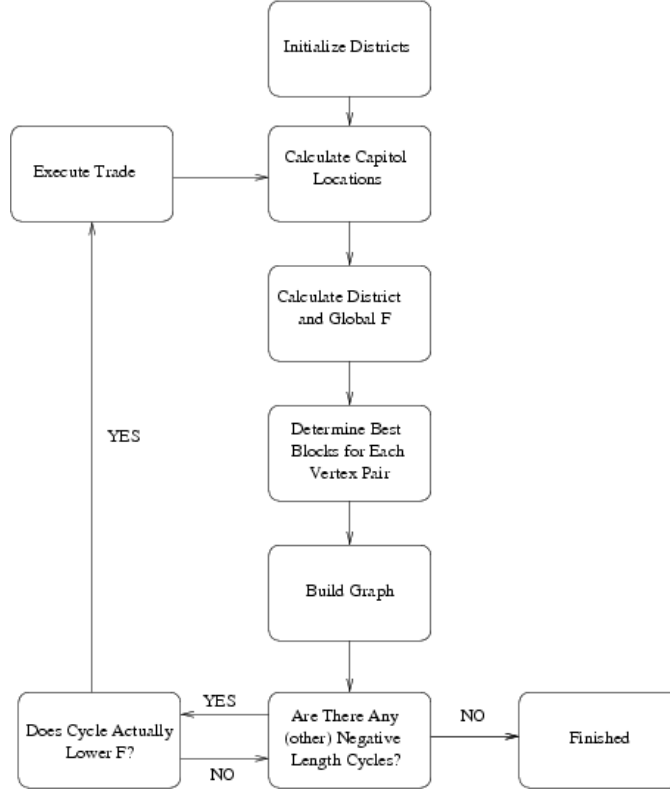 Initialize Districts
Execute Trade
Calculate Capitol
Locations
Calculate District
and Global F
YES
Determine Best
Blocks for Each
Vertex Pair
Build Graph
Does Cycle Actually
Lower F?
YES
NO
Are There Any
(other) Negative
Length Cycles?
NO
Finished